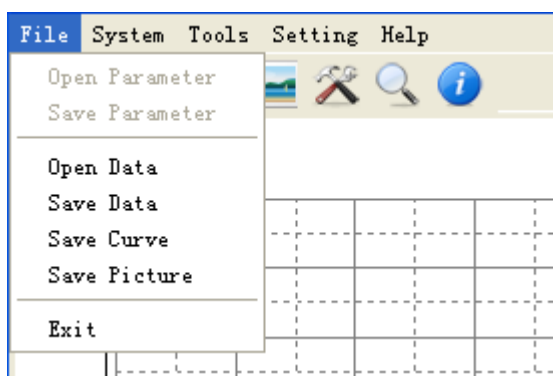 File System Tools Setting Help
Open Parameter
Save Parameter
Open Data
Save Data
Save Curve
Save Picture
Exit